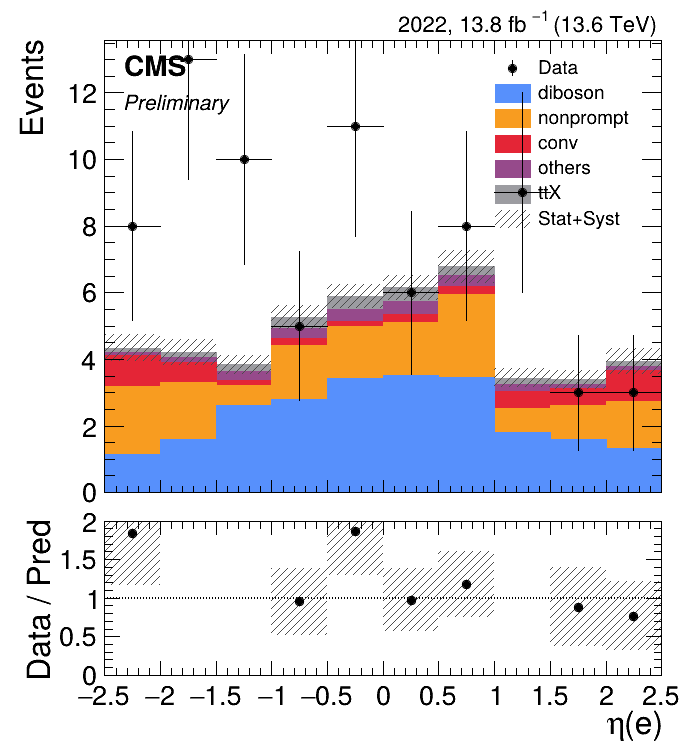 2022, 13.8 fb⁻¹ (13.6 TeV)
CMS
Preliminary
Events
12
10
8
6
4
2
0
Data
diboson
nonprompt
conv
others
ttX
Stat+Syst
Data / Pred
2
1.5
1
0.5
0
−2.5 −2 −1.5 −1 −0.5 0 0.5 1 1.5 2 2.5
η(e)